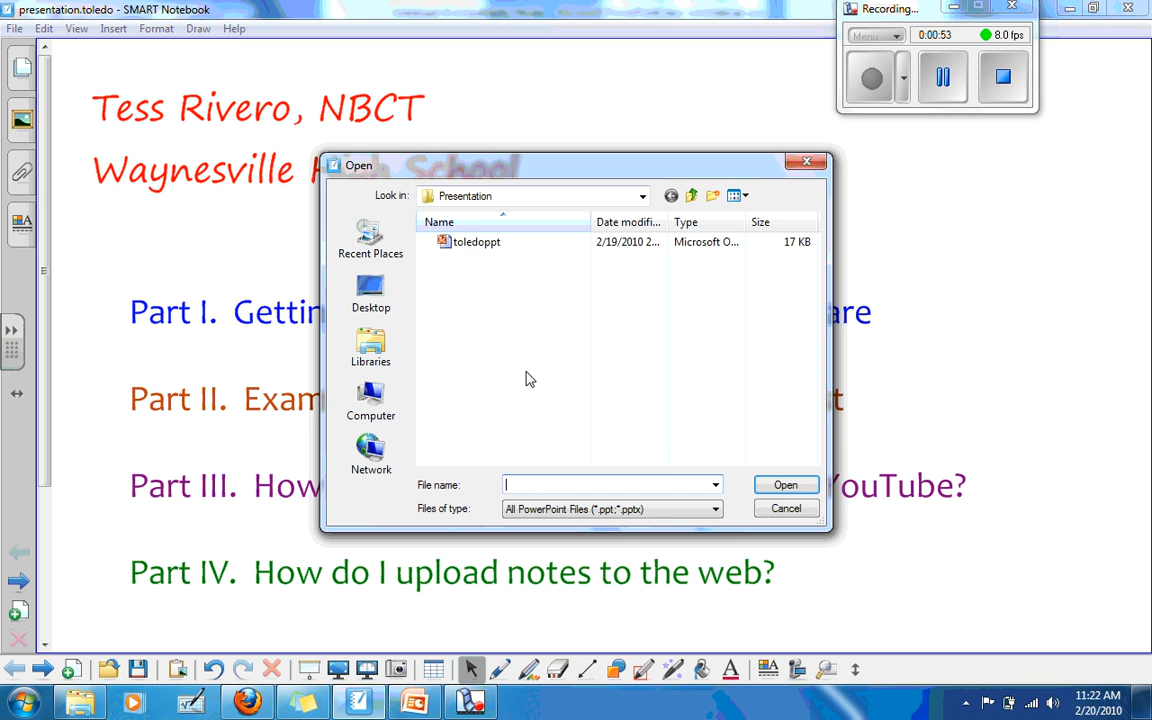 presentation.toledo - SMART Notebook
File Edit View Insert Format Draw Help
Recording...
Menu 0:00:53 8.0 fps
Tess Rivero, NBCT
Waynesville High School
Open
Look in: Presentation
Name Date modifi... Type Size
toledoppt 2/19/2010 2... Microsoft O... 17 KB
Recent Places
Desktop
Libraries
Computer
Network
File name: Open
Files of type: All PowerPoint Files (*.ppt;*.pptx) Cancel
Part I. Gettin are
Part II. Exam t
Part III. How YouTube?
Part IV. How do I upload notes to the web?
11:22 AM
2/20/2010